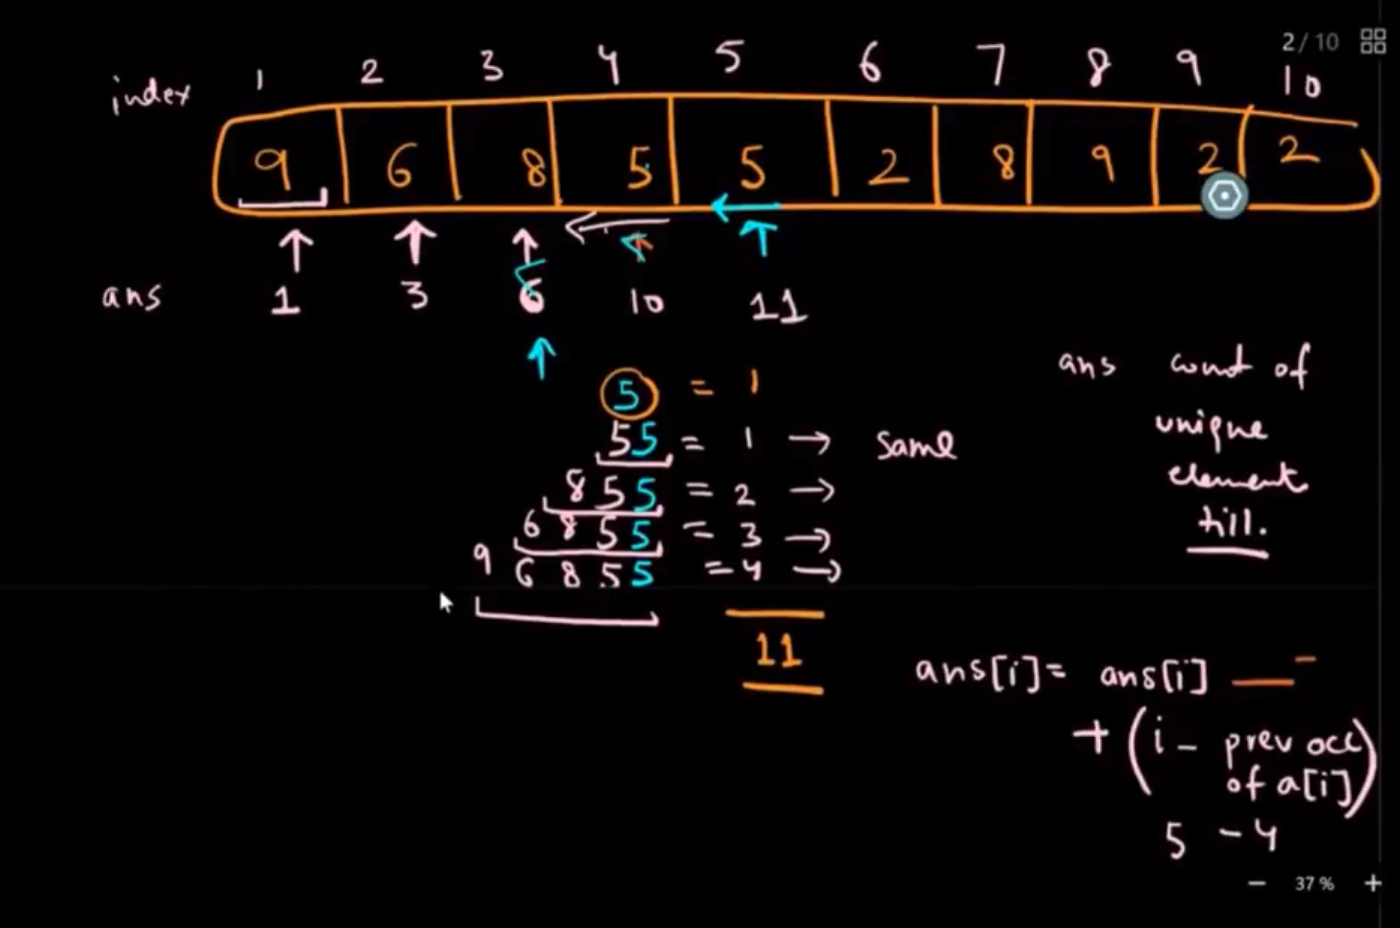 2 / 10
index 1 2 3 4 5 6 7 8 9 10
9 6 8 5 5 2 8 9 2 2
ans 1 3 6 10 11
5 = 1
55 = 1 → same
8 5 5 = 2 →
6 8 5 5 = 3 →
9 6 8 5 5 = 4 →
11
ans count of
unique
element
till.
ans[i] = ans[i] —
+ (i - prev occ
of a[i])
5 - 4
− 37 % +